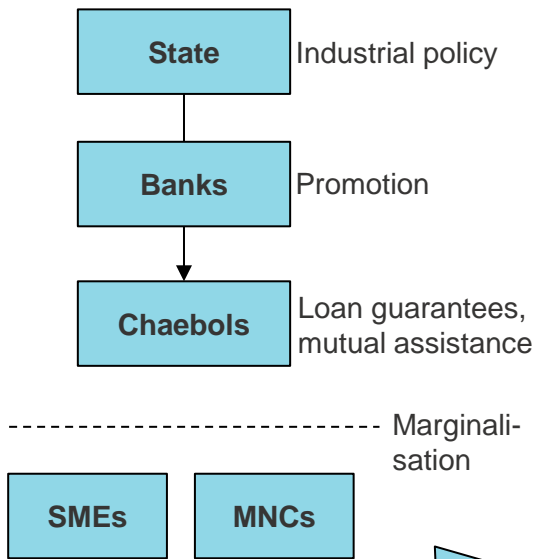 State
Industrial policy
Banks
Promotion
Chaebols
Loan guarantees,
mutual assistance
Marginali-
sation
SMEs
MNCs